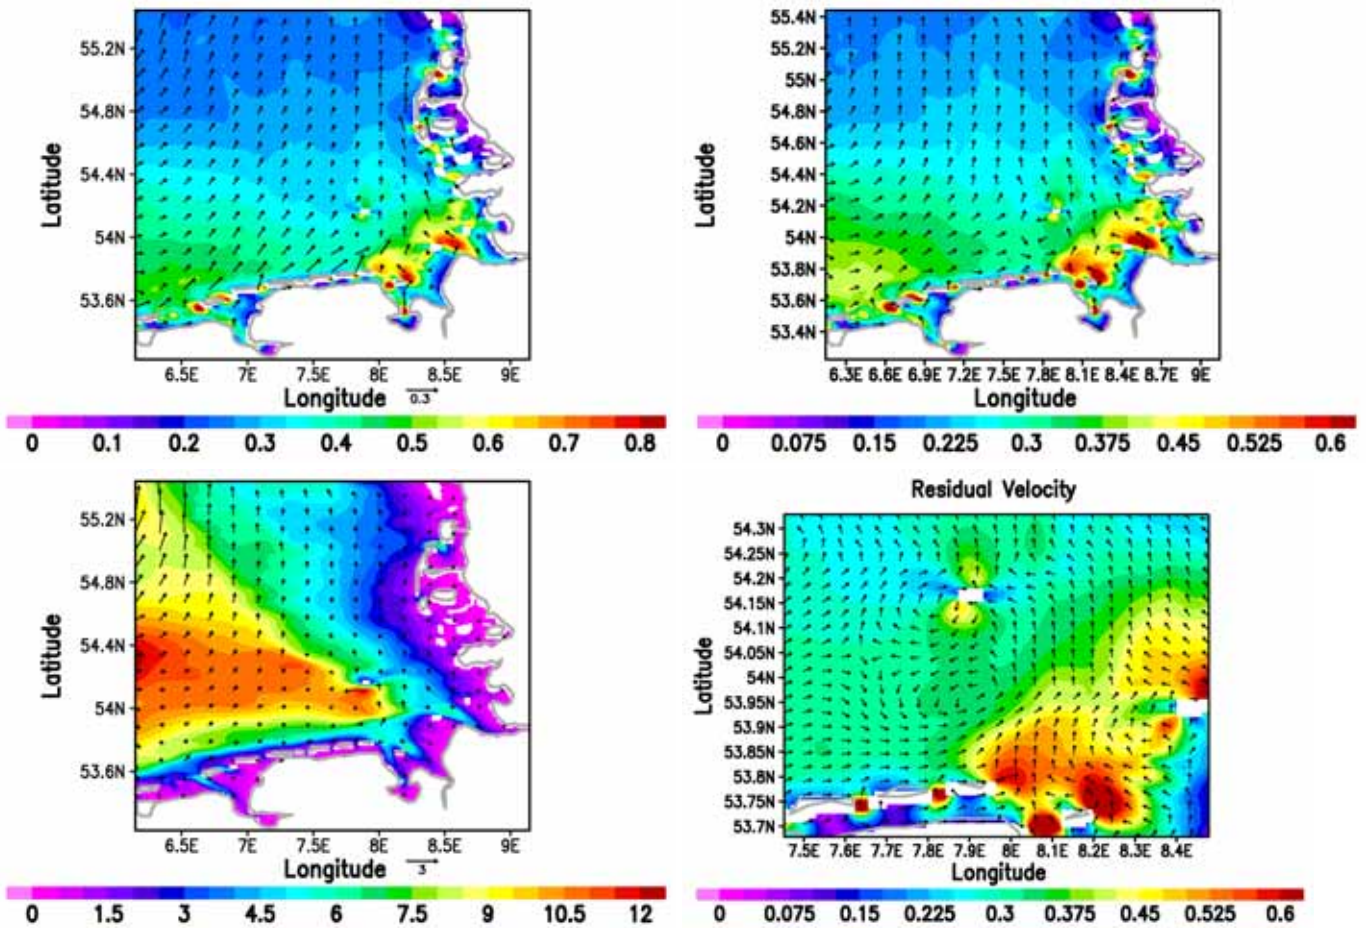 55.2N
54.8N
54.4N
54N
53.6N
Latitude
6.5E 7E 7.5E 8E 8.5E 9E
Longitude
0.3
0 0.1 0.2 0.3 0.4 0.5 0.6 0.7 0.8
55.4N
55.2N
55N
54.8N
54.6N
54.4N
54.2N
54N
53.8N
53.6N
53.4N
Latitude
6.3E 6.6E 6.9E 7.2E 7.5E 7.8E 8.1E 8.4E 8.7E 9E
Longitude
0 0.075 0.15 0.225 0.3 0.375 0.45 0.525 0.6
55.2N
54.8N
54.4N
54N
53.6N
Latitude
6.5E 7E 7.5E 8E 8.5E 9E
Longitude
3
0 1.5 3 4.5 6 7.5 9 10.5 12
Residual Velocity
54.3N
54.25N
54.2N
54.15N
54.1N
54.05N
54N
53.95N
53.9N
53.85N
53.8N
53.75N
53.7N
Latitude
7.5E 7.6E 7.7E 7.8E 7.9E 8E 8.1E 8.2E 8.3E 8.4E
Longitude
0 0.075 0.15 0.225 0.3 0.375 0.45 0.525 0.6